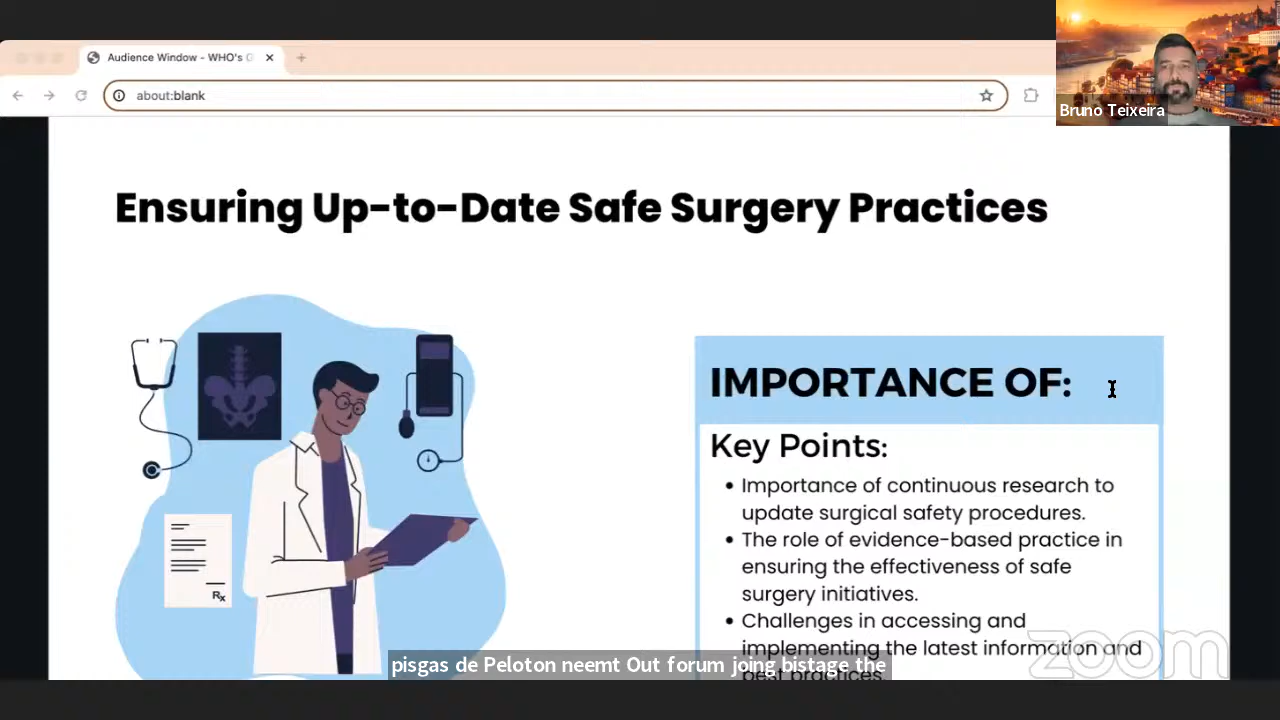 Audience Window - WHO's G
about:blank
Bruno Teixeira
Ensuring Up-to-Date Safe Surgery Practices
Rx
IMPORTANCE OF:
Key Points:
• Importance of continuous research to
update surgical safety procedures.
• The role of evidence-based practice in
ensuring the effectiveness of safe
surgery initiatives.
• Challenges in accessing and
implementing the latest information and
best practices.
pisgas de Peloton neemt Out forum joing bistage the
zoom